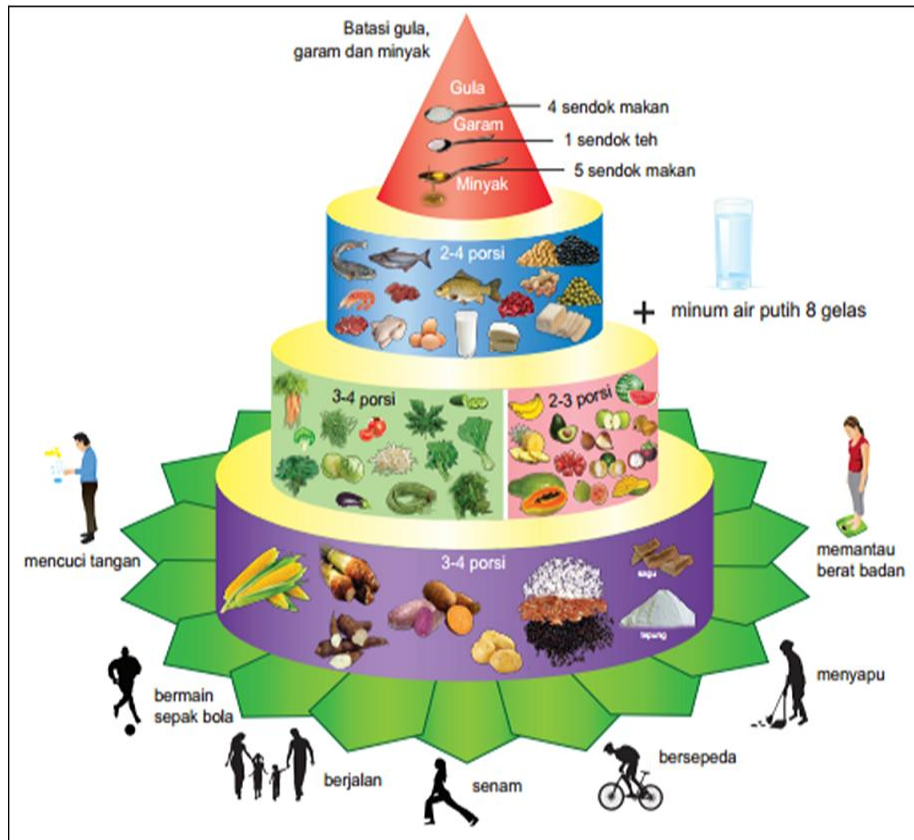 Batasi gula,
garam dan minyak
Gula
4 sendok makan
Garam
1 sendok teh
5 sendok makan
Minyak
2-4 porsi
+ minum air putih 8 gelas
3-4 porsi
2-3 porsi
mencuci tangan
memantau
berat badan
3-4 porsi
sagu
tepung
bermain
sepak bola
menyapu
berjalan
senam
bersepeda